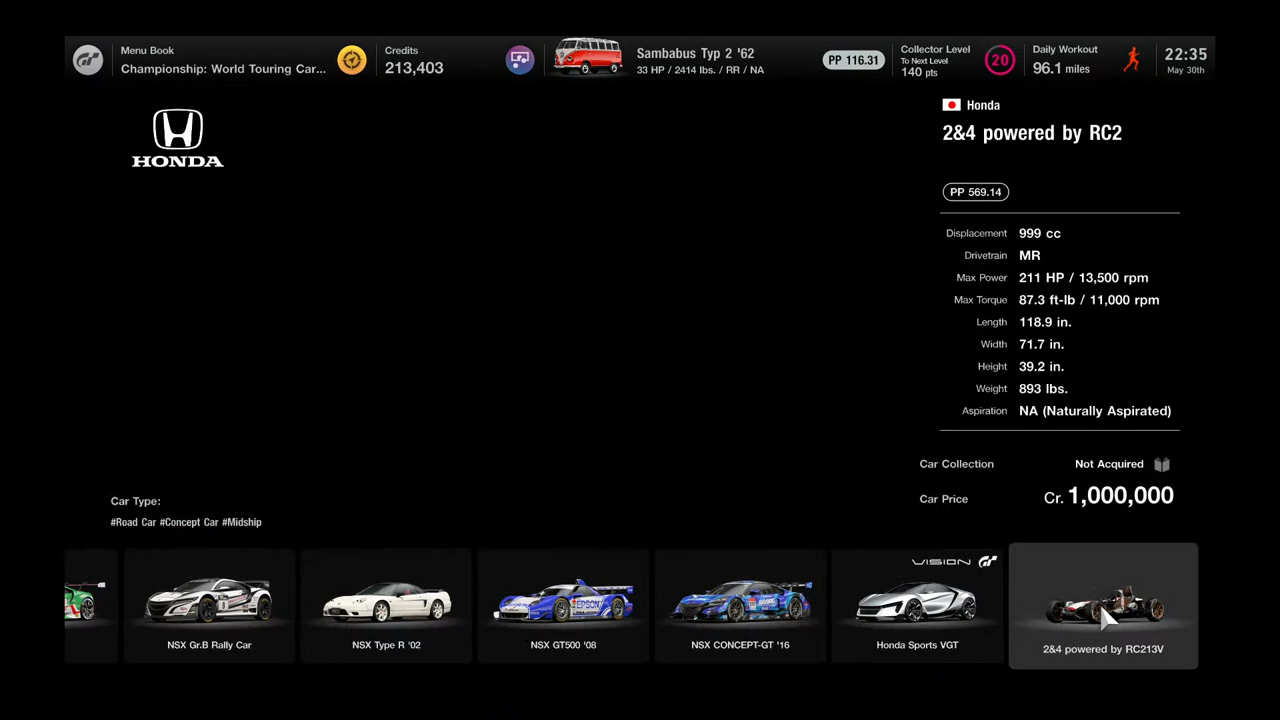 Menu Book
Championship: World Touring Car...
Credits
213,403
Sambabus Typ 2 '62
33 HP / 2414 lbs. / RR / NA
PP 116.31
Collector Level
To Next Level
140 pts
20
Daily Workout
96.1 miles
22:35
May 30th
HONDA
Honda
2&4 powered by RC2
PP 569.14
Displacement 999 cc
Drivetrain MR
Max Power 211 HP / 13,500 rpm
Max Torque 87.3 ft-lb / 11,000 rpm
Length 118.9 in.
Width 71.7 in.
Height 39.2 in.
Weight 893 lbs.
Aspiration NA (Naturally Aspirated)
Car Collection Not Acquired
Car Price Cr. 1,000,000
Car Type:
#Road Car #Concept Car #Midship
VISION GT
NSX Gr.B Rally Car
NSX Type R '02
NSX GT500 '08
NSX CONCEPT-GT '16
Honda Sports VGT
2&4 powered by RC213V